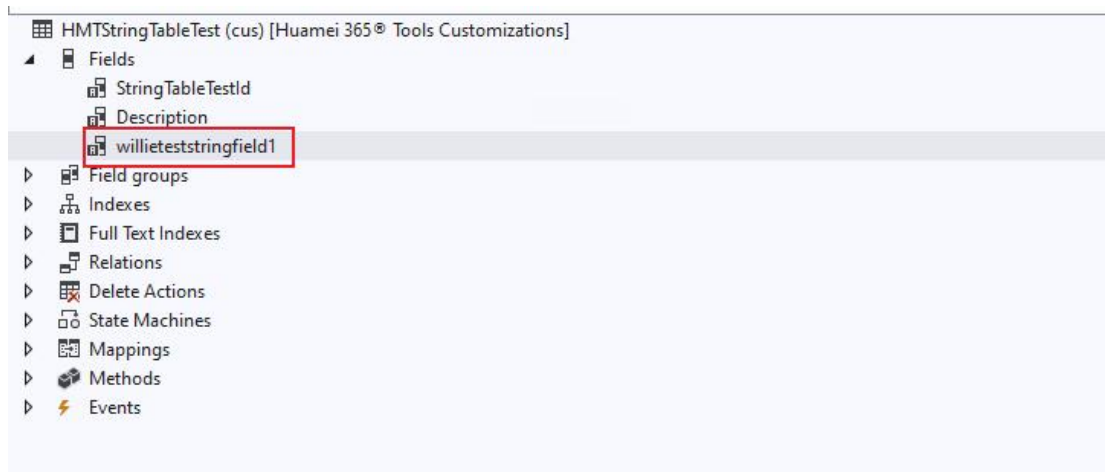 HMTStringTableTest (cus) [Huamei 365® Tools Customizations]
Fields
StringTableTestId
Description
willieteststringfield1
Field groups
Indexes
Full Text Indexes
Relations
Delete Actions
State Machines
Mappings
Methods
Events